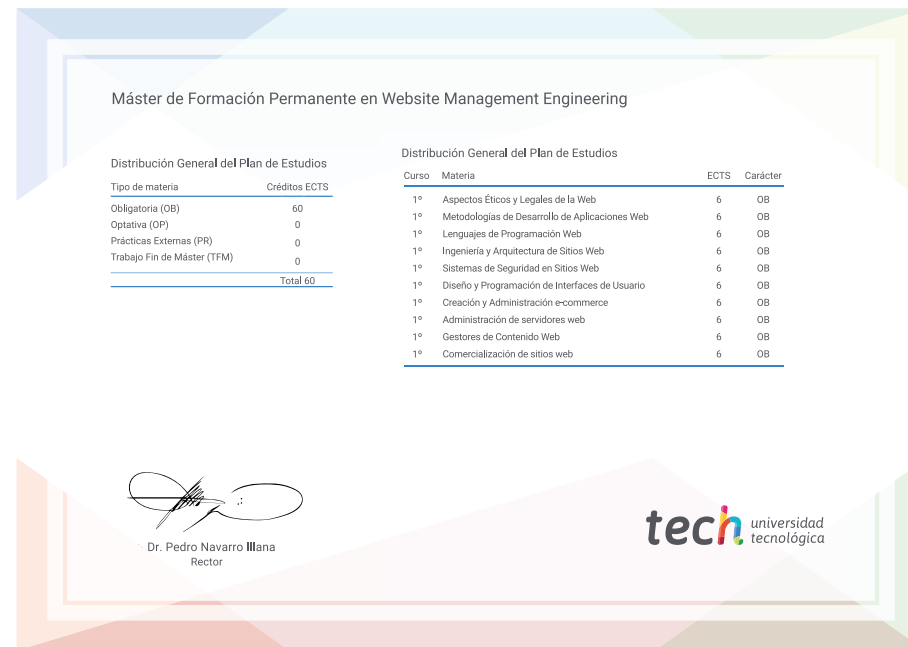 Máster de Formación Permanente en Website Management Engineering
Distribución General del Plan de Estudios
Tipo de materia Créditos ECTS
Obligatoria (OB) 60
Optativa (OP) 0
Prácticas Externas (PR) 0
Trabajo Fin de Máster (TFM) 0
Total 60
Distribución General del Plan de Estudios
Curso Materia ECTS Carácter
1º Aspectos Éticos y Legales de la Web 6 OB
1º Metodologías de Desarrollo de Aplicaciones Web 6 OB
1º Lenguajes de Programación Web 6 OB
1º Ingeniería y Arquitectura de Sitios Web 6 OB
1º Sistemas de Seguridad en Sitios Web 6 OB
1º Diseño y Programación de Interfaces de Usuario 6 OB
1º Creación y Administración e-commerce 6 OB
1º Administración de servidores web 6 OB
1º Gestores de Contenido Web 6 OB
1º Comercialización de sitios web 6 OB
Dr. Pedro Navarro Illana
Rector
tech universidad
tecnológica